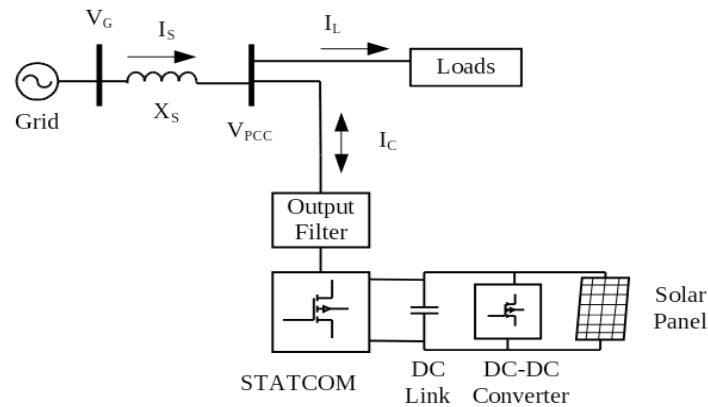 V_G
I_S
I_L
Loads
Grid
X_S
V_PCC
I_C
Output
Filter
Solar
Panel
STATCOM
DC
Link
DC-DC
Converter